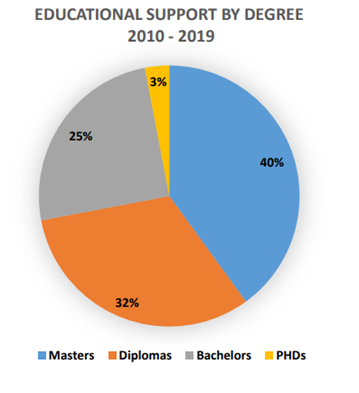 EDUCATIONAL SUPPORT BY DEGREE
2010 - 2019
3%
25%
40%
32%
Masters Diplomas Bachelors PHDs